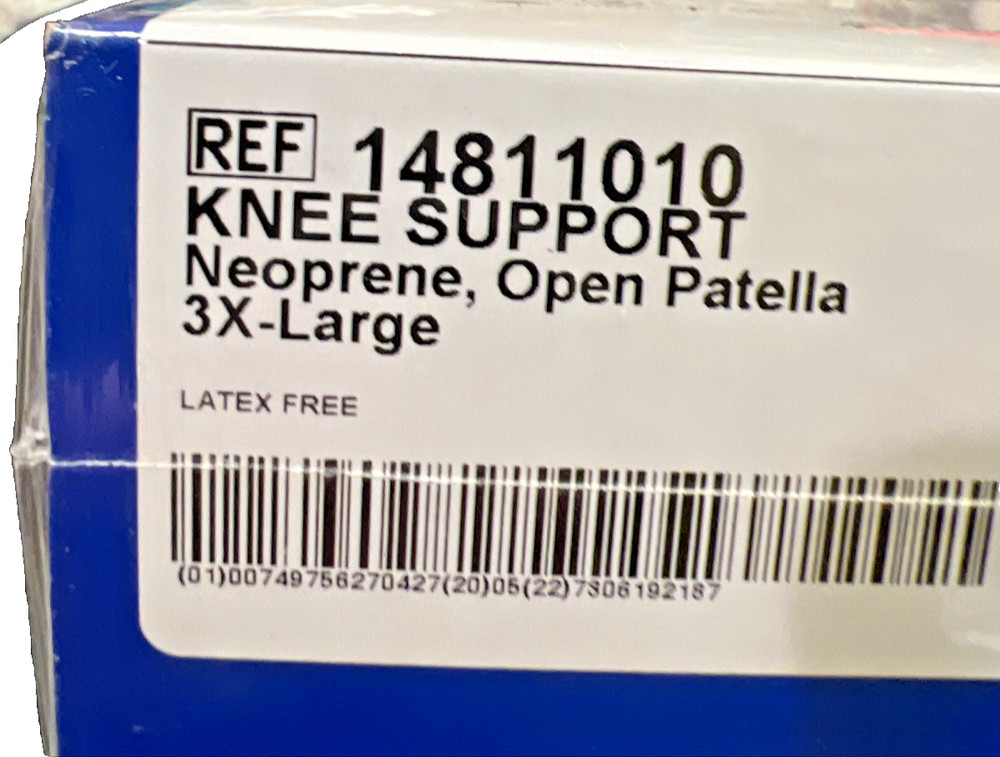 REF 14811010
KNEE SUPPORT
Neoprene, Open Patella
3X-Large
LATEX FREE
(01)00749756270427(20)05(22)7306192187